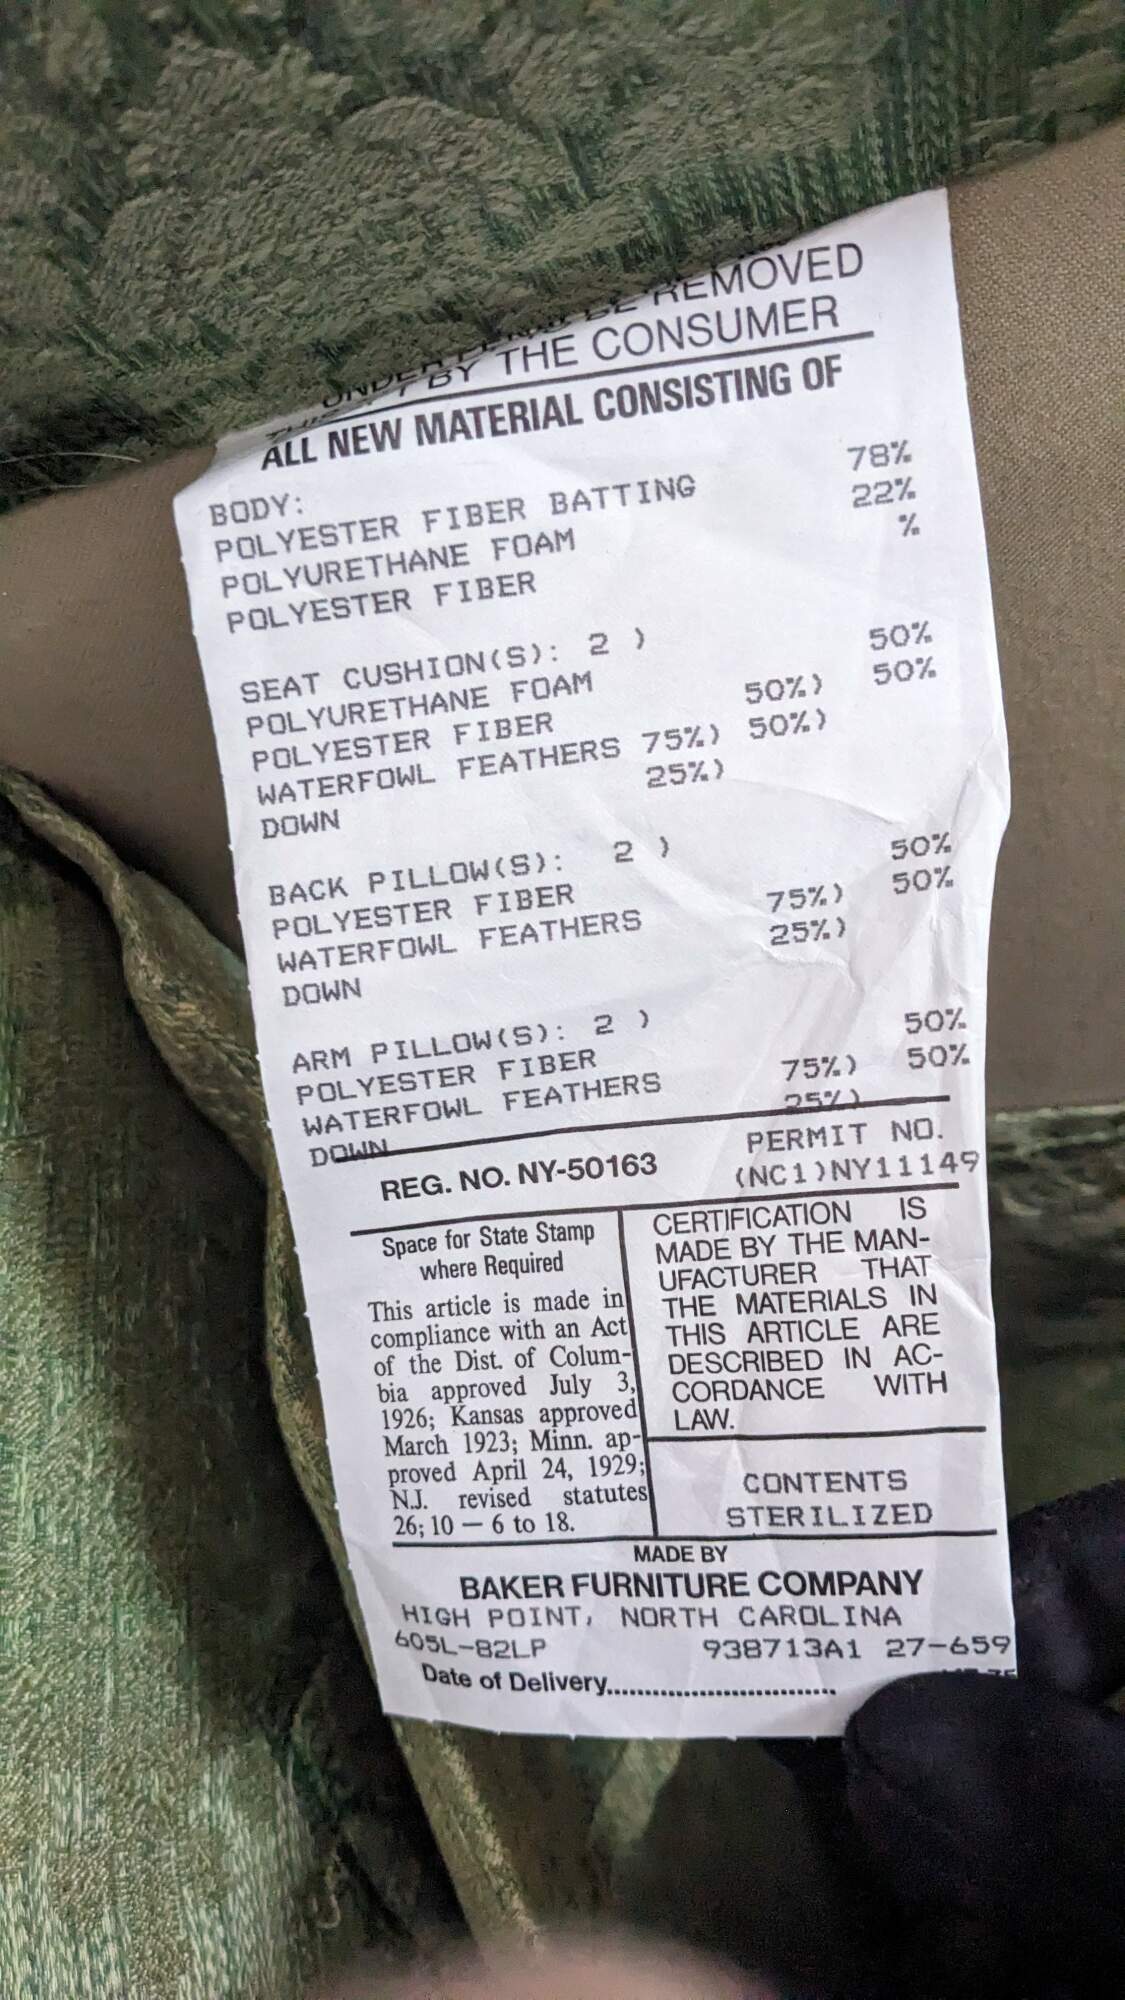 BE REMOVED
BY THE CONSUMER
ALL NEW MATERIAL CONSISTING OF
BODY:
POLYESTER FIBER BATTING 78%
POLYURETHANE FOAM 22%
POLYESTER FIBER %
SEAT CUSHION(S): 2 )
POLYURETHANE FOAM 50%
POLYESTER FIBER 50%) 50%
WATERFOWL FEATHERS 75%) 50%)
DOWN 25%)
BACK PILLOW(S): 2 )
POLYESTER FIBER 50%
WATERFOWL FEATHERS 75%) 50%
DOWN 25%)
ARM PILLOW(S): 2 )
POLYESTER FIBER 50%
WATERFOWL FEATHERS 75%) 50%
DOWN 25%)
REG. NO. NY-50163
PERMIT NO.
(NC1)NY11149
Space for State Stamp
where Required
This article is made in
compliance with an Act
of the Dist. of Colum-
bia approved July 3,
1926; Kansas approved
March 1923; Minn. ap-
proved April 24, 1929;
N.J. revised statutes
26; 10 — 6 to 18.
CERTIFICATION IS
MADE BY THE MAN-
UFACTURER THAT
THE MATERIALS IN
THIS ARTICLE ARE
DESCRIBED IN AC-
CORDANCE WITH
LAW.
CONTENTS
STERILIZED
MADE BY
BAKER FURNITURE COMPANY
HIGH POINT, NORTH CAROLINA
605L-82LP 938713A1 27-659
Date of Delivery..............................